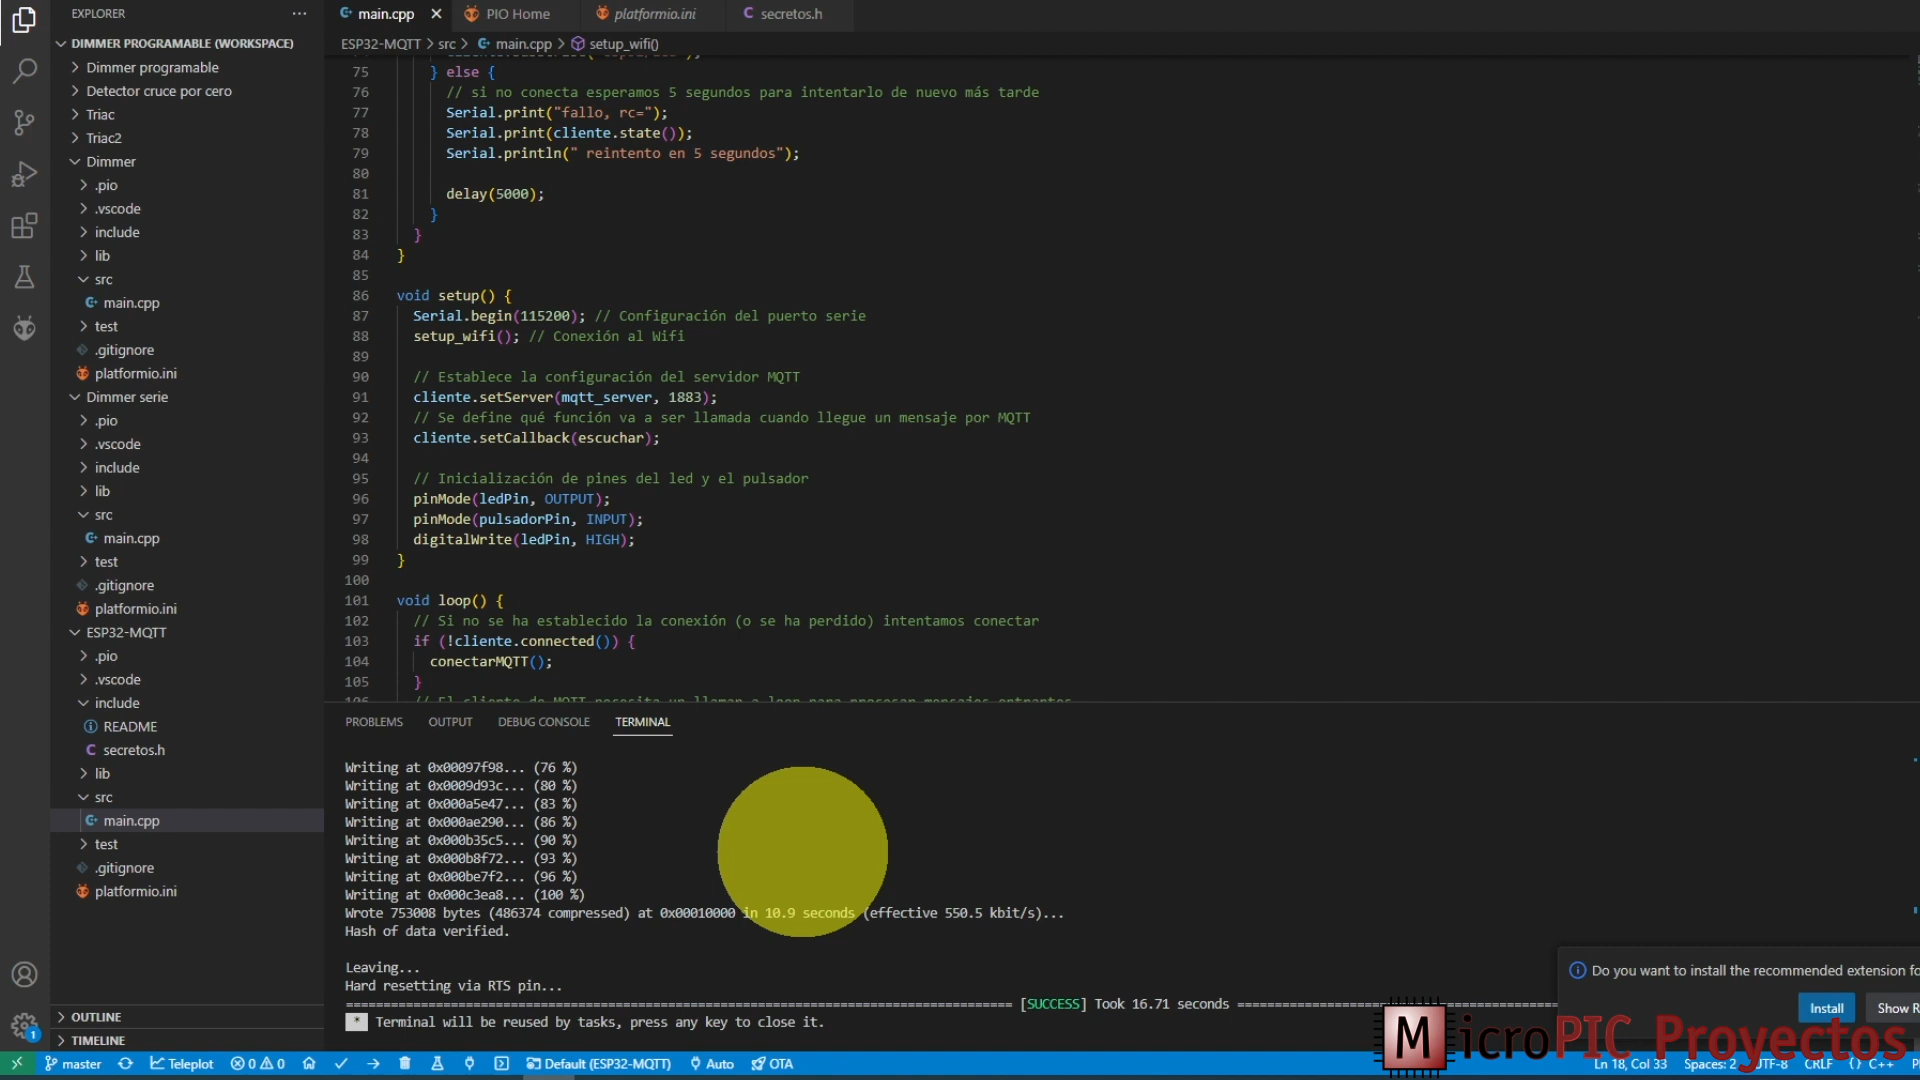 EXPLORER
DIMMER PROGRAMABLE (WORKSPACE)
Dimmer programable
Detector cruce por cero
Triac
Triac2
Dimmer
.pio
.vscode
include
lib
src
main.cpp
test
.gitignore
platformio.ini
Dimmer serie
.pio
.vscode
include
lib
src
main.cpp
test
.gitignore
platformio.ini
ESP32-MQTT
.pio
.vscode
include
README
secretos.h
lib
src
main.cpp
test
.gitignore
platformio.ini
OUTLINE
TIMELINE
main.cpp
PIO Home
platformio.ini
secretos.h
ESP32-MQTT > src > main.cpp > setup_wifi()
75 } else {
76 // si no conecta esperamos 5 segundos para intentarlo de nuevo más tarde
77 Serial.print("fallo, rc=");
78 Serial.print(cliente.state());
79 Serial.println(" reintento en 5 segundos");
80
81 delay(5000);
82 }
83 }
84 }
85
86 void setup() {
87 Serial.begin(115200); // Configuración del puerto serie
88 setup_wifi(); // Conexión al Wifi
89
90 // Establece la configuración del servidor MQTT
91 cliente.setServer(mqtt_server, 1883);
92 // Se define qué función va a ser llamada cuando llegue un mensaje por MQTT
93 cliente.setCallback(escuchar);
94
95 // Inicialización de pines del led y el pulsador
96 pinMode(ledPin, OUTPUT);
97 pinMode(pulsadorPin, INPUT);
98 digitalWrite(ledPin, HIGH);
99 }
100
101 void loop() {
102 // Si no se ha establecido la conexión (o se ha perdido) intentamos conectar
103 if (!cliente.connected()) {
104 conectarMQTT();
105 }
PROBLEMS OUTPUT DEBUG CONSOLE TERMINAL
Writing at 0x00097f98... (76 %)
Writing at 0x0009d93c... (80 %)
Writing at 0x000a5e47... (83 %)
Writing at 0x000ae290... (86 %)
Writing at 0x000b35c5... (90 %)
Writing at 0x000b8f72... (93 %)
Writing at 0x000be7f2... (96 %)
Writing at 0x000c3ea8... (100 %)
Wrote 753008 bytes (486374 compressed) at 0x00010000 in 10.9 seconds (effective 550.5 kbit/s)...
Hash of data verified.
Leaving...
Hard resetting via RTS pin...
[SUCCESS] Took 16.71 seconds
* Terminal will be reused by tasks, press any key to close it.
Do you want to install the recommended extension
Install
Show
MicroPIC Proyectos
1
master Teleplot 0 0 Default (ESP32-MQTT) Auto OTA
Ln 18, Col 33 Spaces: 2 UTF-8 CRLF C++